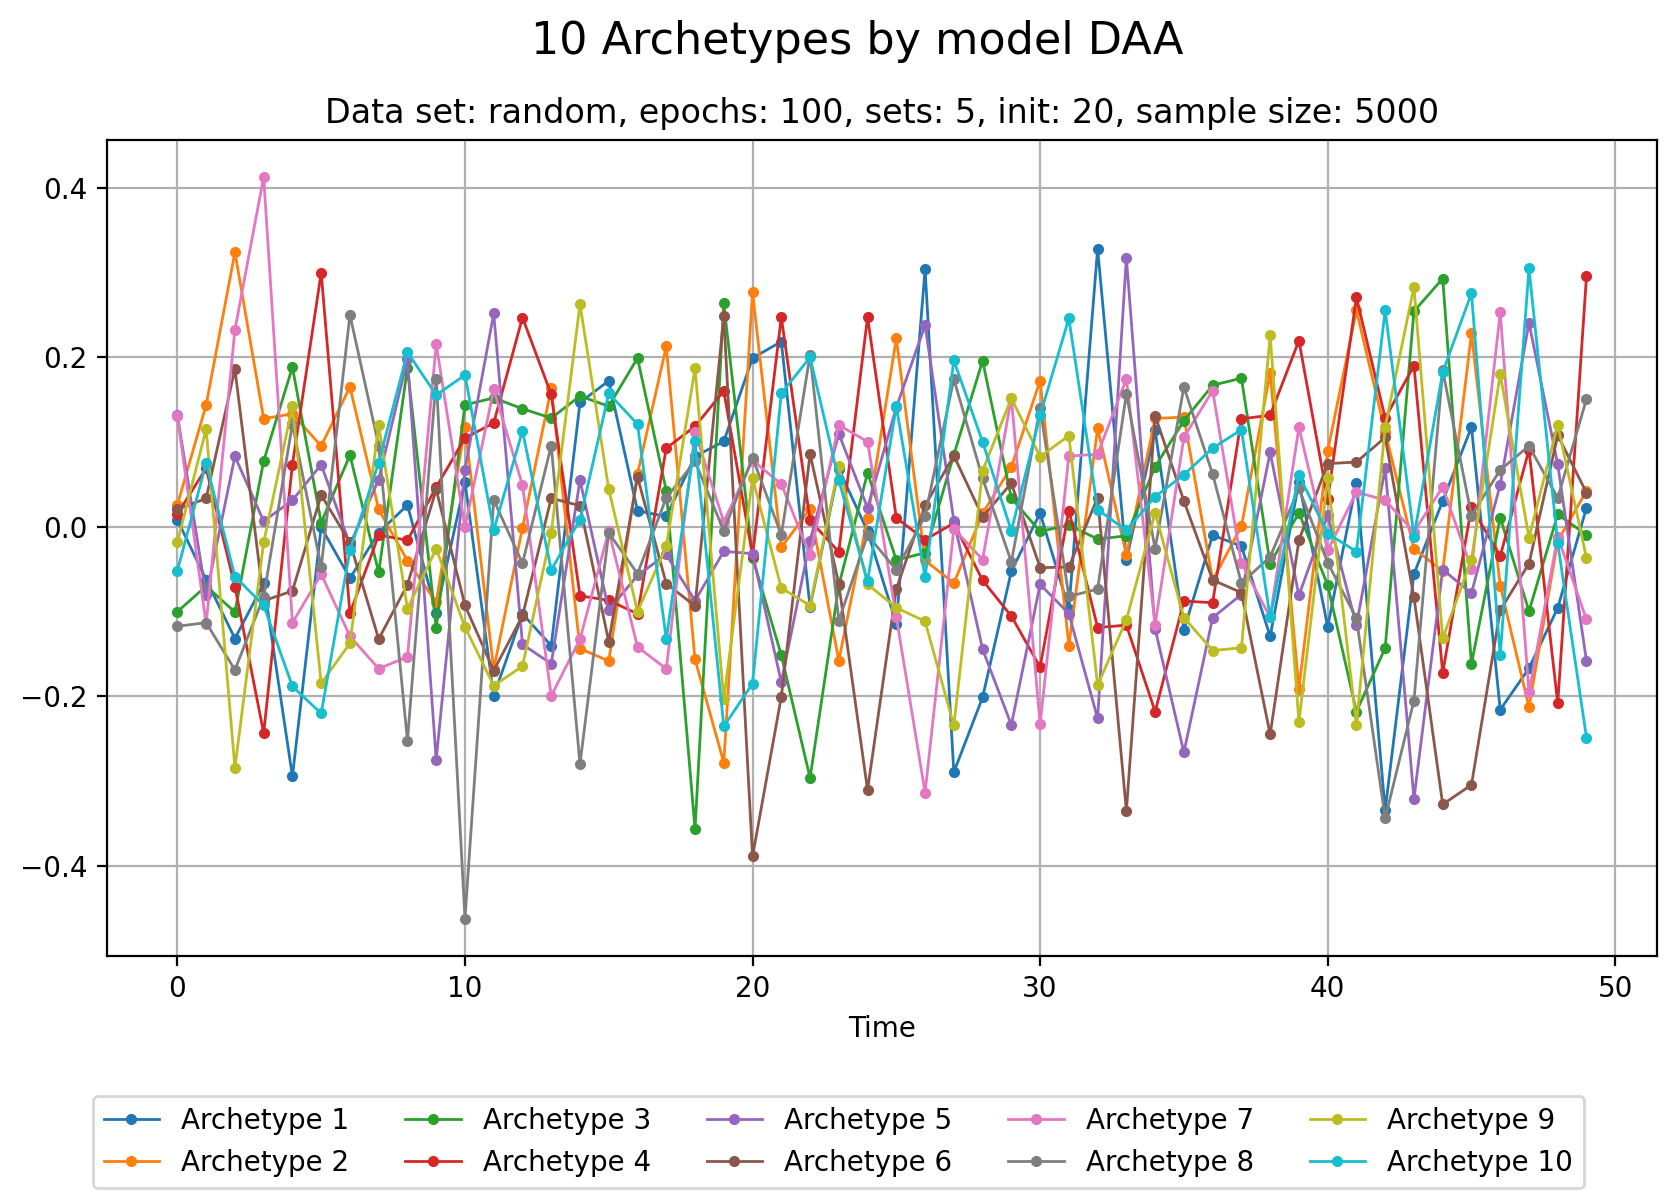 10 Archetypes by model DAA
Data set: random, epochs: 100, sets: 5, init: 20, sample size: 5000
0.4
0.2
0.0
−0.2
−0.4
0 10 20 30 40 50
Time
Archetype 1 Archetype 3 Archetype 5 Archetype 7 Archetype 9
Archetype 2 Archetype 4 Archetype 6 Archetype 8 Archetype 10